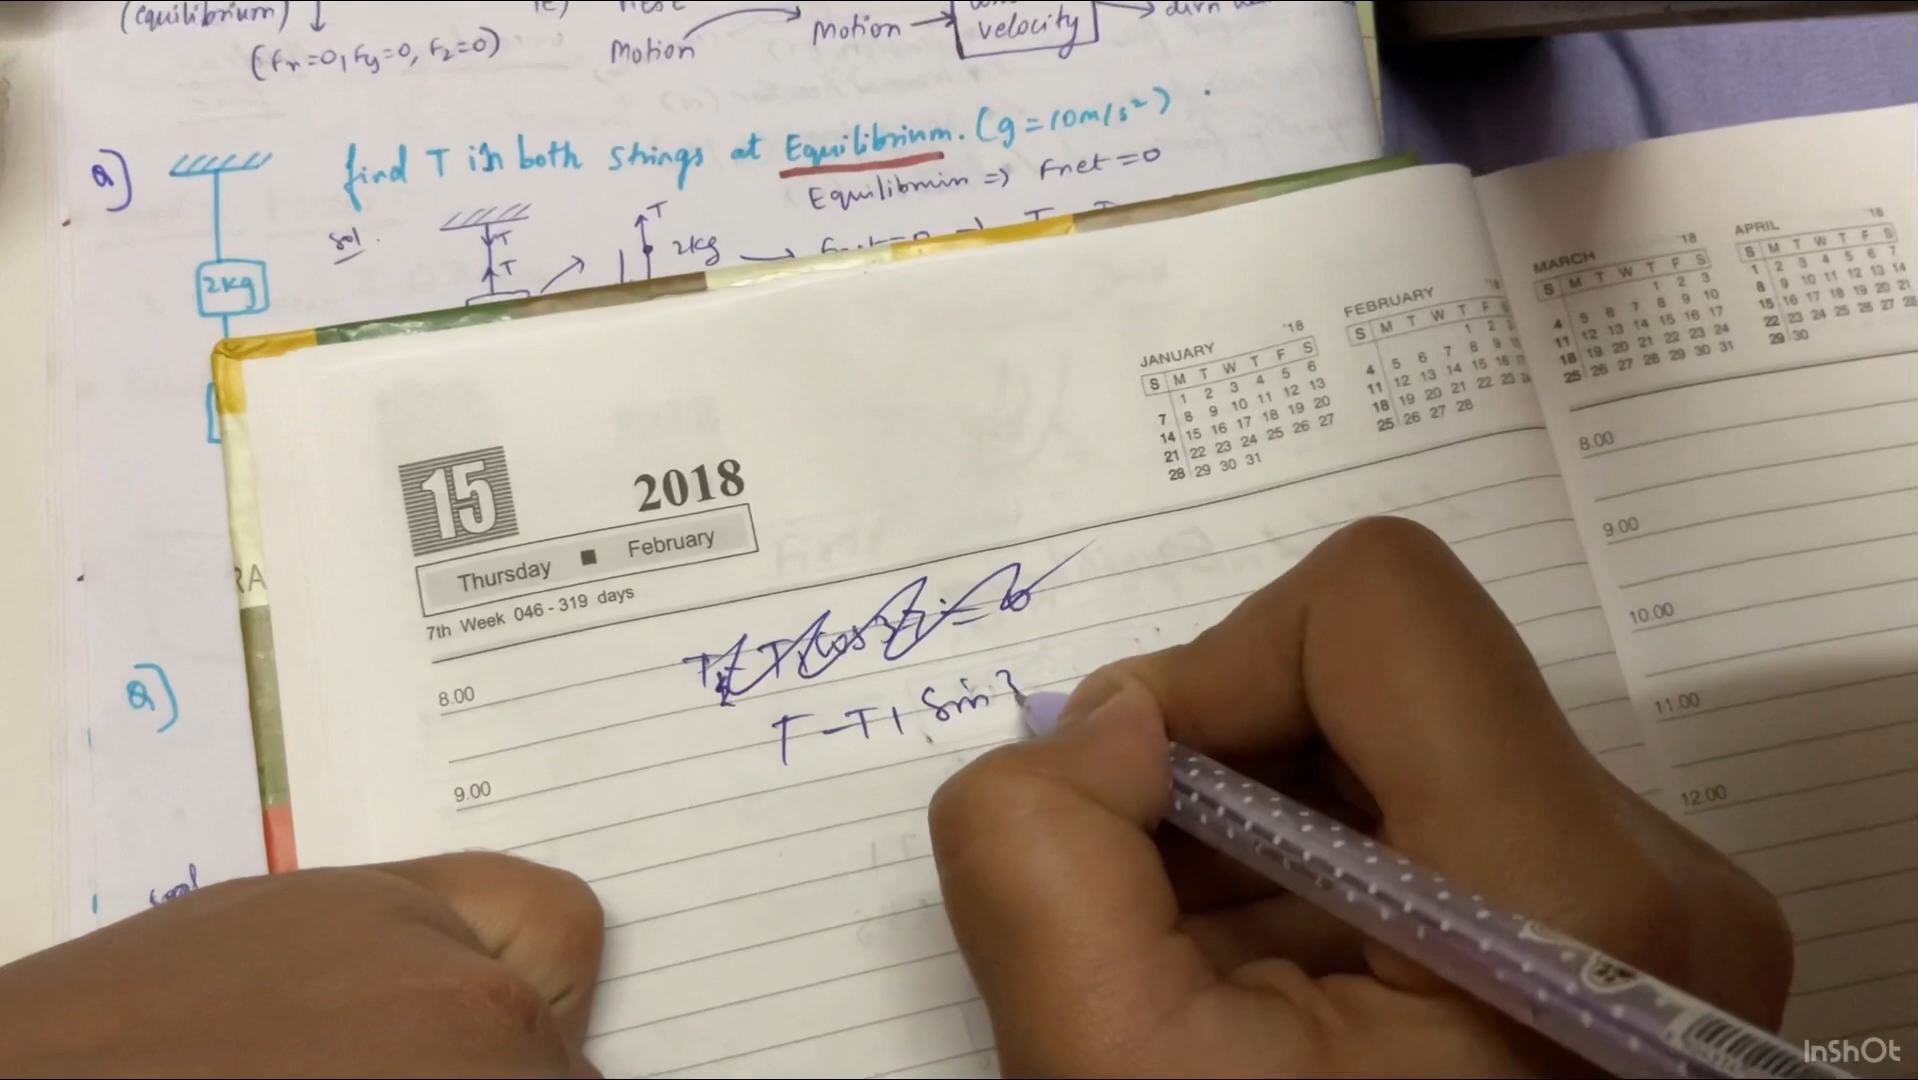 (equilibrium) ↓
(Fx=0, Fy=0, Fz=0)
Motion
Motion → velocity →
Q) find T in both strings at Equilibrium. (g=10m/s²).
Equilibrium => Fnet=0
Sol.
T
T
T
2kg →
2kg
RA
15
2018
Thursday ■ February
7th Week 046 - 319 days
JANUARY '18
S M T W T F S
1 2 3 4 5 6
7 8 9 10 11 12 13
14 15 16 17 18 19 20
21 22 23 24 25 26 27
28 29 30 31
FEBRUARY '18
S M T W T F S
1 2 3
4 5 6 7 8 9 10
11 12 13 14 15 16 17
18 19 20 21 22 23 24
25 26 27 28
MARCH '18
S M T W T F S
1 2 3
4 5 6 7 8 9 10
11 12 13 14 15 16 17
18 19 20 21 22 23 24
25 26 27 28 29 30 31
APRIL '18
S M T W T F S
1 2 3 4 5 6 7
8 9 10 11 12 13 14
15 16 17 18 19 20 21
22 23 24 25 26 27 28
29 30
8.00
T - T1 Sin 3
9.00
Q)
8.00
9.00
10.00
11.00
12.00
InShOt